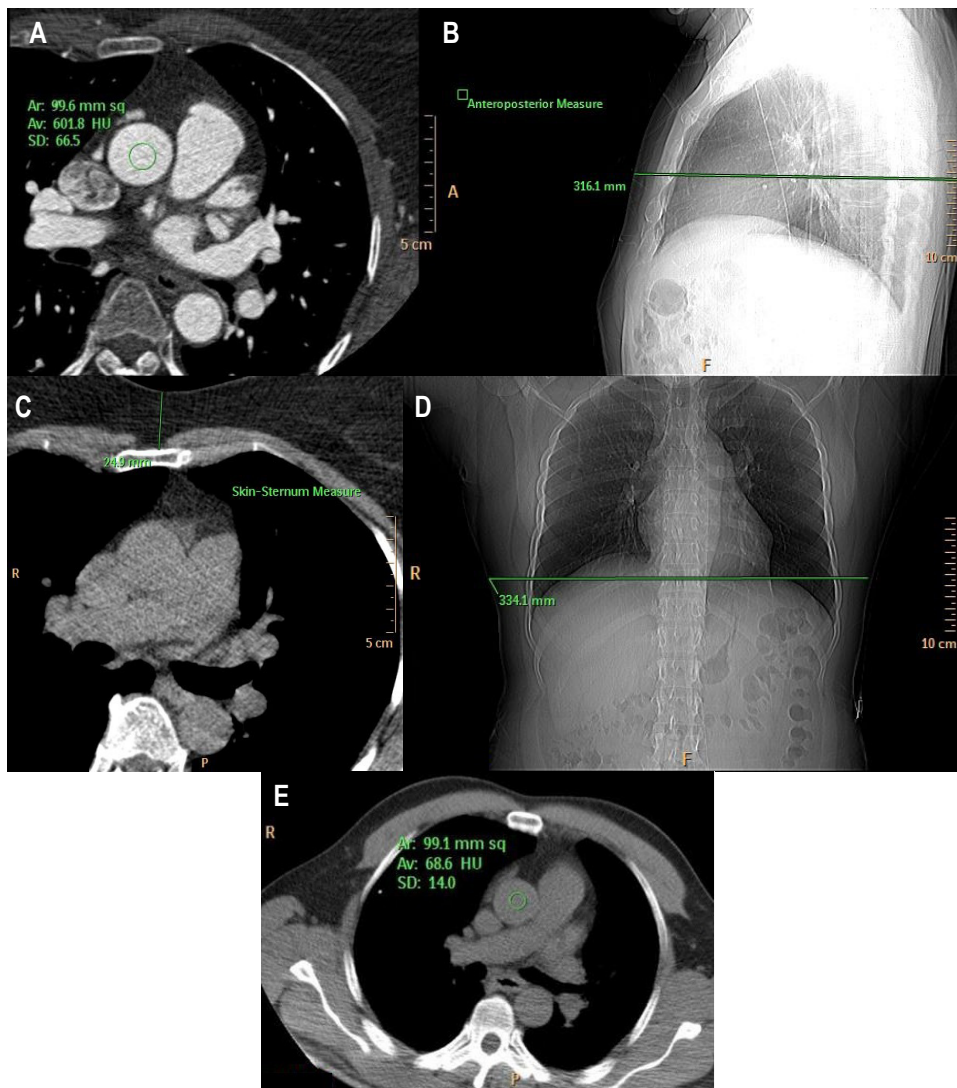 A
Ar: 99.6 mm sq
Av: 601.8 HU
SD: 66.5
A
5 cm
B
Anteroposterior Measure
316.1 mm
10 cm
F
C
24.9 mm
Skin-Sternum Measure
R
5 cm
P
D
R
334.1 mm
10 cm
F
E
R
Ar: 99.1 mm sq
Av: 68.6 HU
SD: 14.0
P